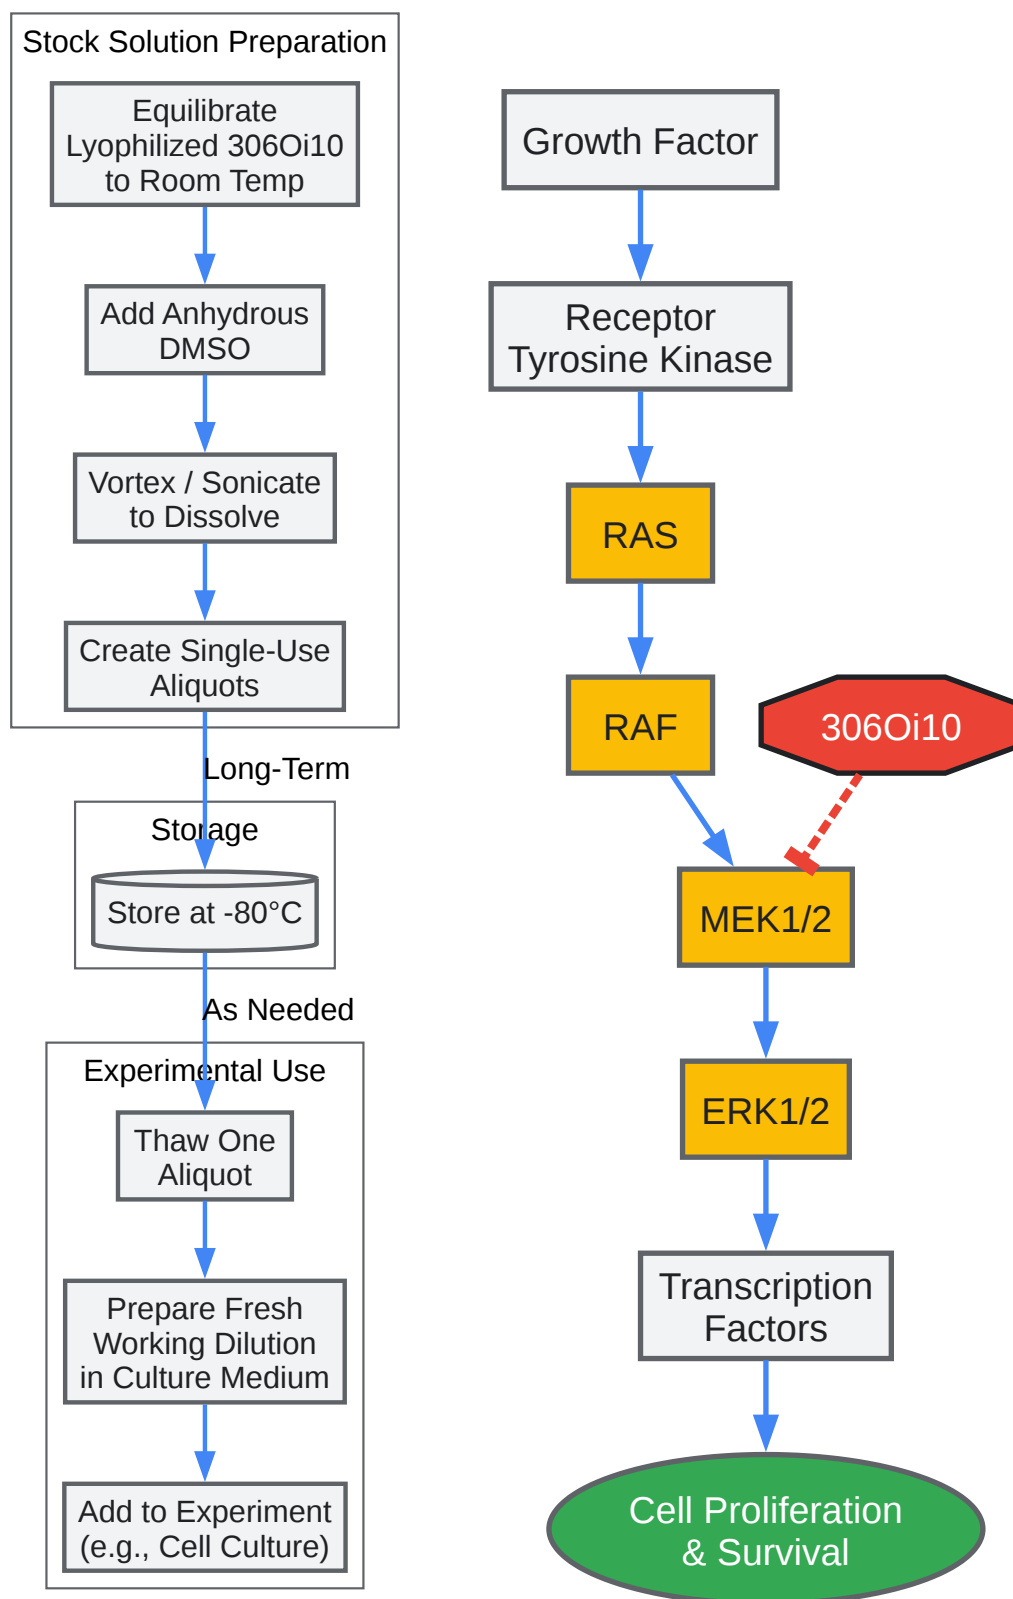 Stock Solution Preparation
Equilibrate
Lyophilized 306Oi10
to Room Temp
Add Anhydrous
DMSO
Vortex / Sonicate
to Dissolve
Create Single-Use
Aliquots
Long-Term
Storage
Store at -80°C
As Needed
Experimental Use
Thaw One
Aliquot
Prepare Fresh
Working Dilution
in Culture Medium
Add to Experiment
(e.g., Cell Culture)
Growth Factor
Receptor
Tyrosine Kinase
RAS
RAF
306Oi10
MEK1/2
ERK1/2
Transcription
Factors
Cell Proliferation
& Survival